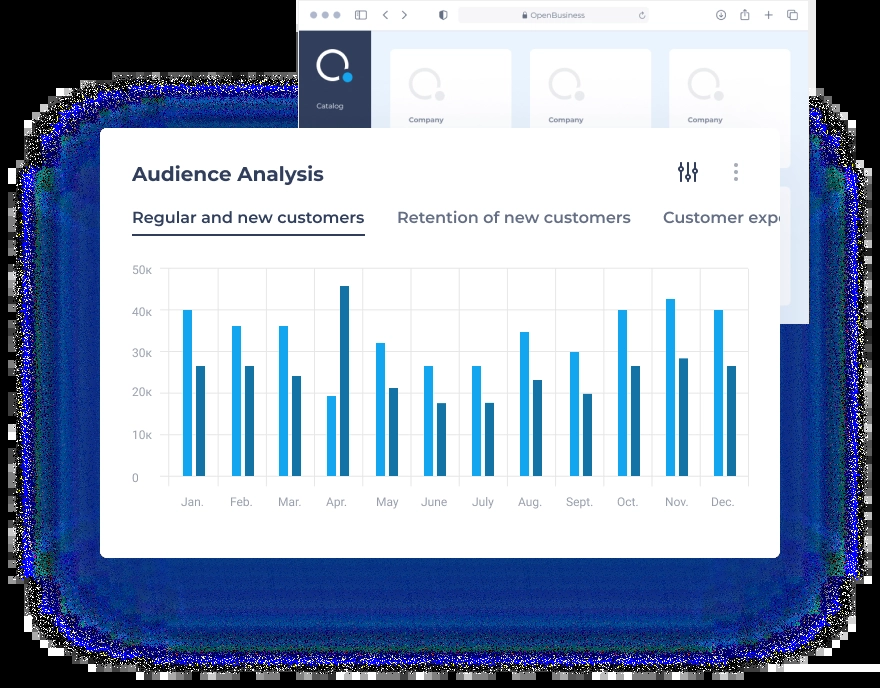 OpenBusiness
Catalog
Company Company Company
Audience Analysis
Regular and new customers Retention of new customers Customer expe
50к
40к
30к
20к
10к
0
Jan. Feb. Mar. Apr. May June July Aug. Sept. Oct. Nov. Dec.